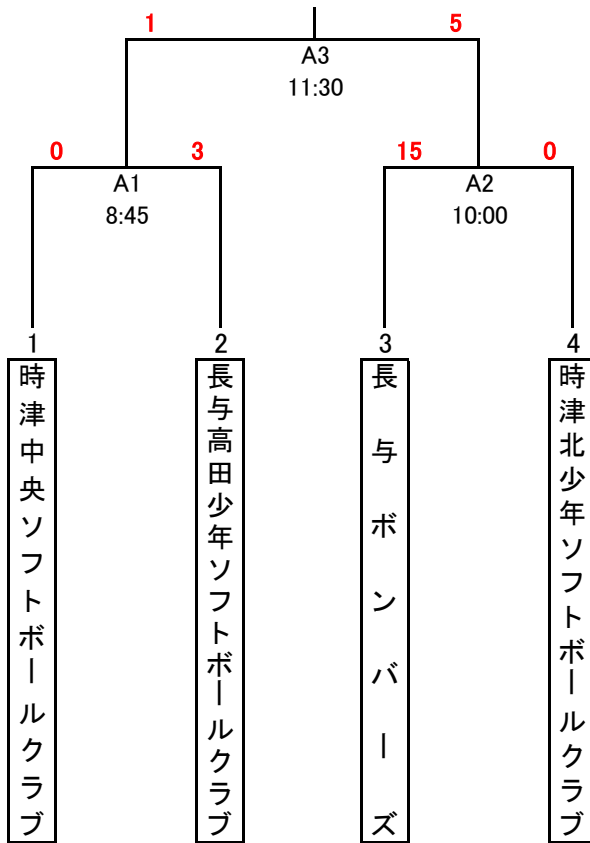 1 5
A3
11:30
0 3 15 0
A1 A2
8:45 10:00
1 2 3 4
時津中央ソフトボールクラブ
長与高田少年ソフトボールクラブ
長与ボンバーズ
時津北少年ソフトボールクラブ